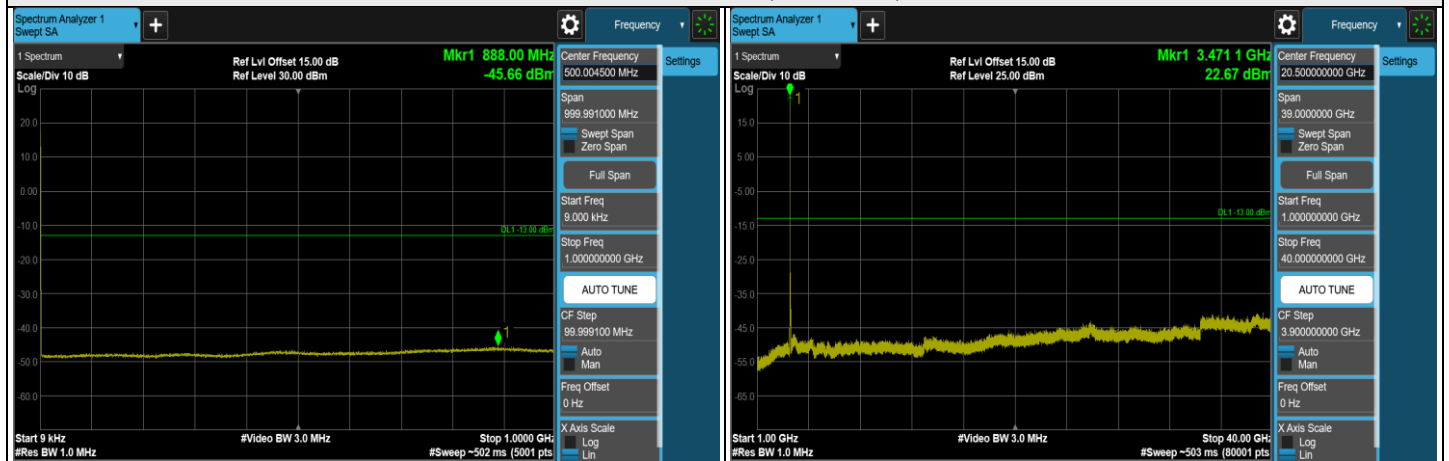 Spectrum Analyzer 1
Swept SA
+
Frequency
1 Spectrum
Scale/Div 10 dB
Log
Ref Lvl Offset 15.00 dB
Ref Level 30.00 dBm
Mkr1 888.00 MHz
-45.66 dBm
1
20.0
10.0
0.00
-10.0
-20.0
-30.0
-40.0
-50.0
-60.0
DL1 -13.00 dBm
1
Start 9 kHz
#Res BW 1.0 MHz
#Video BW 3.0 MHz
Stop 1.0000 GHz
#Sweep ~502 ms (5001 pts
Center Frequency
500.004500 MHz
Settings
Span
999.991000 MHz
Swept Span
Zero Span
Full Span
Start Freq
9.000 kHz
Stop Freq
1.000000000 GHz
AUTO TUNE
CF Step
99.999100 MHz
Auto
Man
Freq Offset
0 Hz
X Axis Scale
Log
Lin
Spectrum Analyzer 1
Swept SA
+
Frequency
1 Spectrum
Scale/Div 10 dB
Log
Ref Lvl Offset 15.00 dB
Ref Level 25.00 dBm
Mkr1 3.471 1 GHz
22.67 dBm
1
15.0
5.00
-5.00
-15.0
-25.0
-35.0
-45.0
-55.0
-65.0
DL1 -13.00 dBm
Start 1.00 GHz
#Res BW 1.0 MHz
#Video BW 3.0 MHz
Stop 40.00 GHz
#Sweep ~503 ms (80001 pts
Center Frequency
20.500000000 GHz
Settings
Span
39.0000000 GHz
Swept Span
Zero Span
Full Span
Start Freq
1.000000000 GHz
Stop Freq
40.000000000 GHz
AUTO TUNE
CF Step
3.900000000 GHz
Auto
Man
Freq Offset
0 Hz
X Axis Scale
Log
Lin